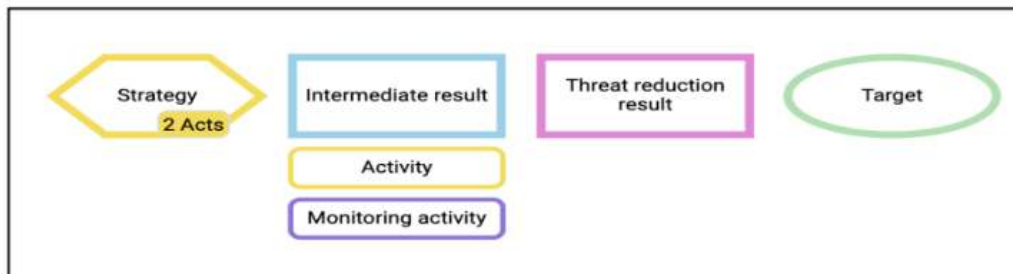 Strategy
2 Acts
Intermediate result
Threat reduction
result
Target
Activity
Monitoring activity